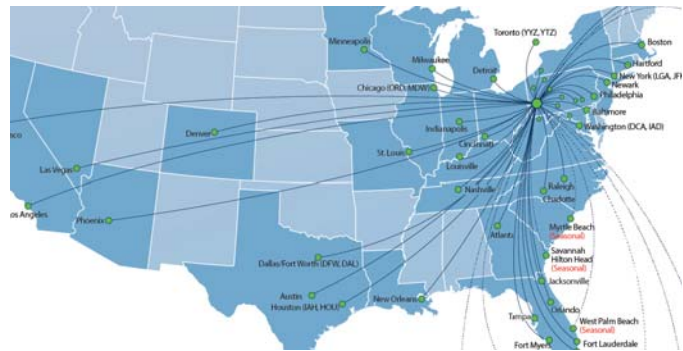 Toronto (YYZ, YTZ)
Boston
Minneapolis
Milwaukee
Hartford
Detroit
New York (LGA, JFK
Newark
Chicago (ORD, MDW)
Philadelphia
Baltimore
Washington (DCA, IAD)
Indianapolis
Denver
Cincinnati
St. Louis
Louisville
Las Vegas
Nashville
Raleigh
Charlotte
os Angeles
Phoenix
Myrtle Beach
(Seasonal)
Atlanta
Savannah
Hilton Head
(Seasonal)
Dallas/Fort Worth (DFW, DAL)
Jacksonville
Austin
New Orleans
Houston (IAH, HOU)
Orlando
Tampa
West Palm Beach
(Seasonal)
Fort Myers
Fort Lauderdale